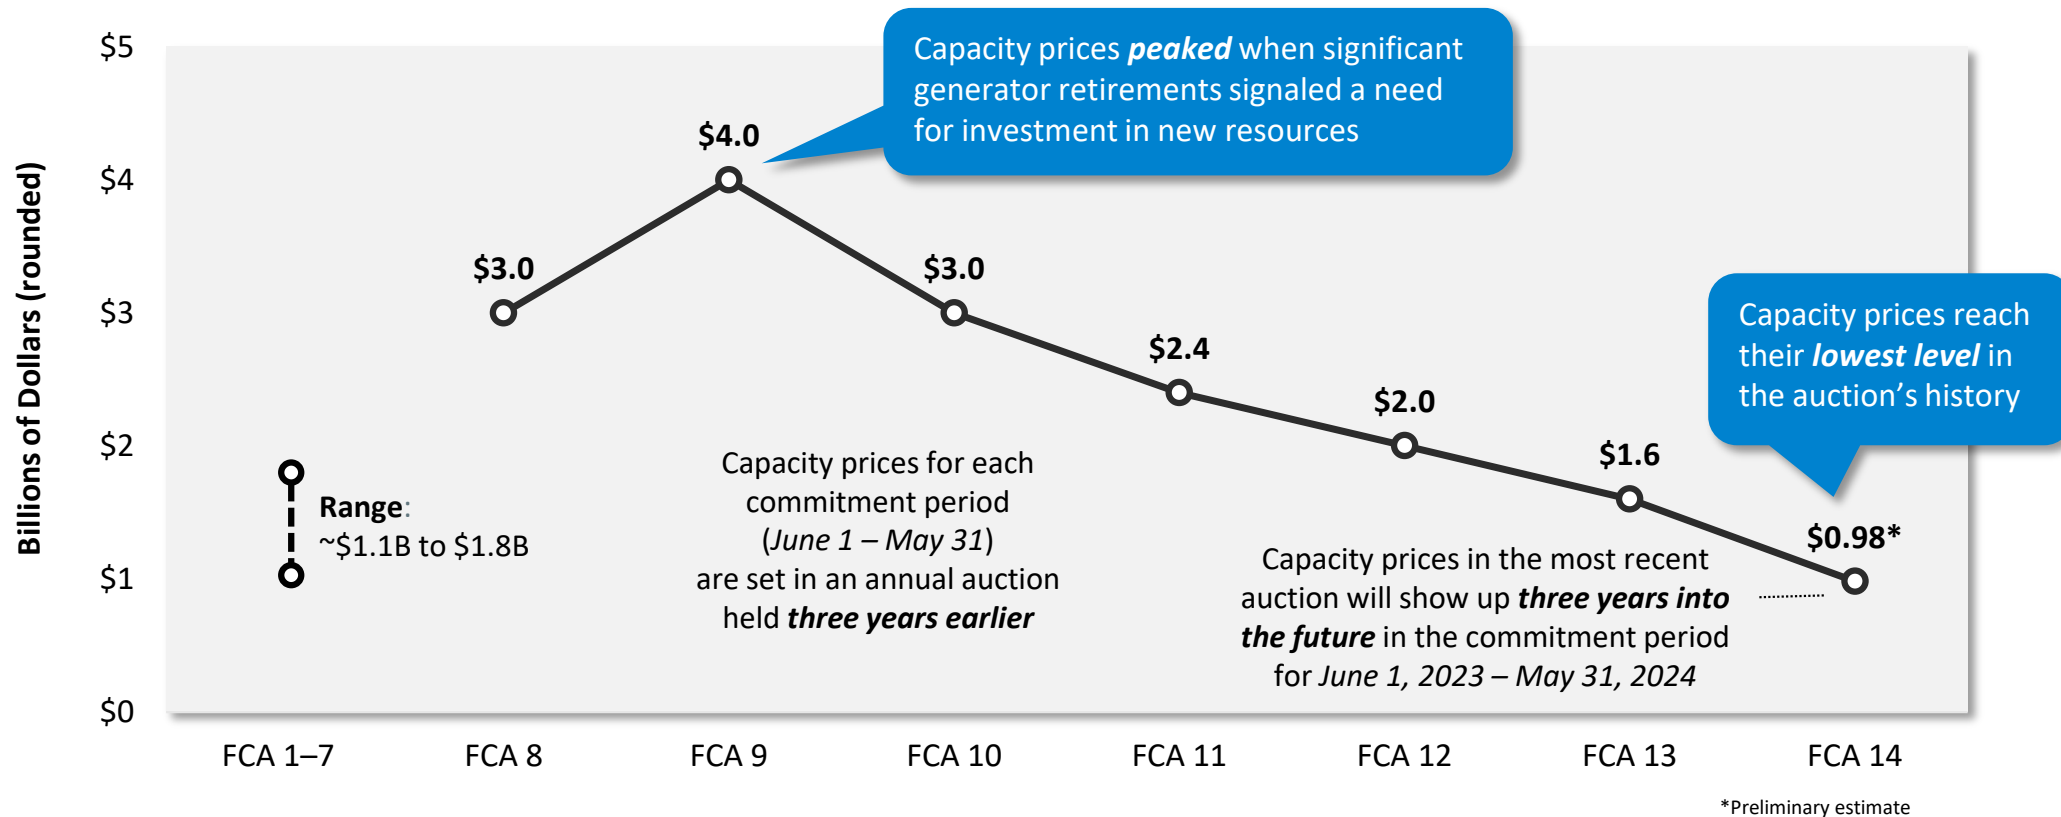 Billions of Dollars (rounded)
$5
$4
$3
$2
$1
$0
Capacity prices peaked when significant
generator retirements signaled a need
for investment in new resources
$4.0
$3.0
$3.0
$2.4
$2.0
$1.6
$0.98*
Capacity prices reach
their lowest level in
the auction’s history
Range:
~$1.1B to $1.8B
Capacity prices for each
commitment period
(June 1 – May 31)
are set in an annual auction
held three years earlier
Capacity prices in the most recent
auction will show up three years into
the future in the commitment period
for June 1, 2023 – May 31, 2024
FCA 1–7
FCA 8
FCA 9
FCA 10
FCA 11
FCA 12
FCA 13
FCA 14
*Preliminary estimate